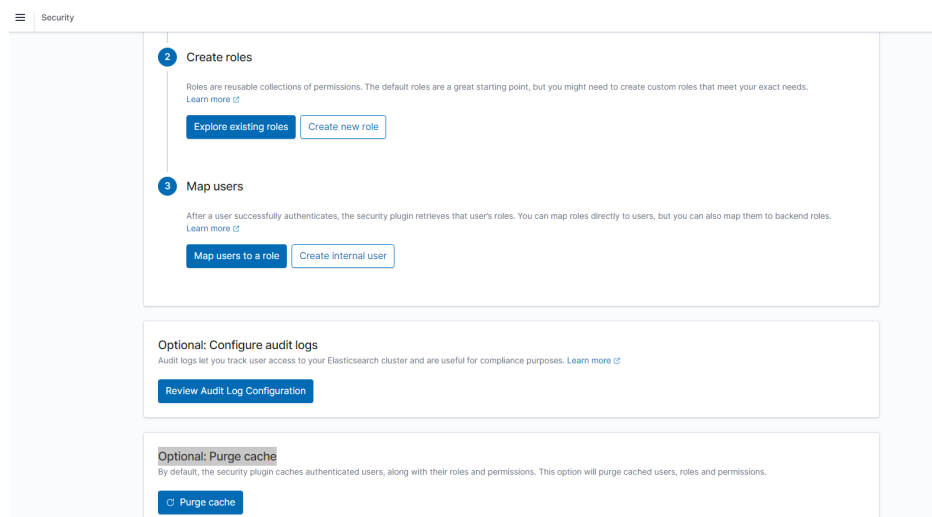 Security
2 Create roles
Roles are reusable collections of permissions. The default roles are a great starting point, but you might need to create custom roles that meet your exact needs.
Learn more
Explore existing roles Create new role
3 Map users
After a user successfully authenticates, the security plugin retrieves that user's roles. You can map roles directly to users, but you can also map them to backend roles.
Learn more
Map users to a role Create internal user
Optional: Configure audit logs
Audit logs let you track user access to your Elasticsearch cluster and are useful for compliance purposes. Learn more
Review Audit Log Configuration
Optional: Purge cache
By default, the security plugin caches authenticated users, along with their roles and permissions. This option will purge cached users, roles and permissions.
Purge cache